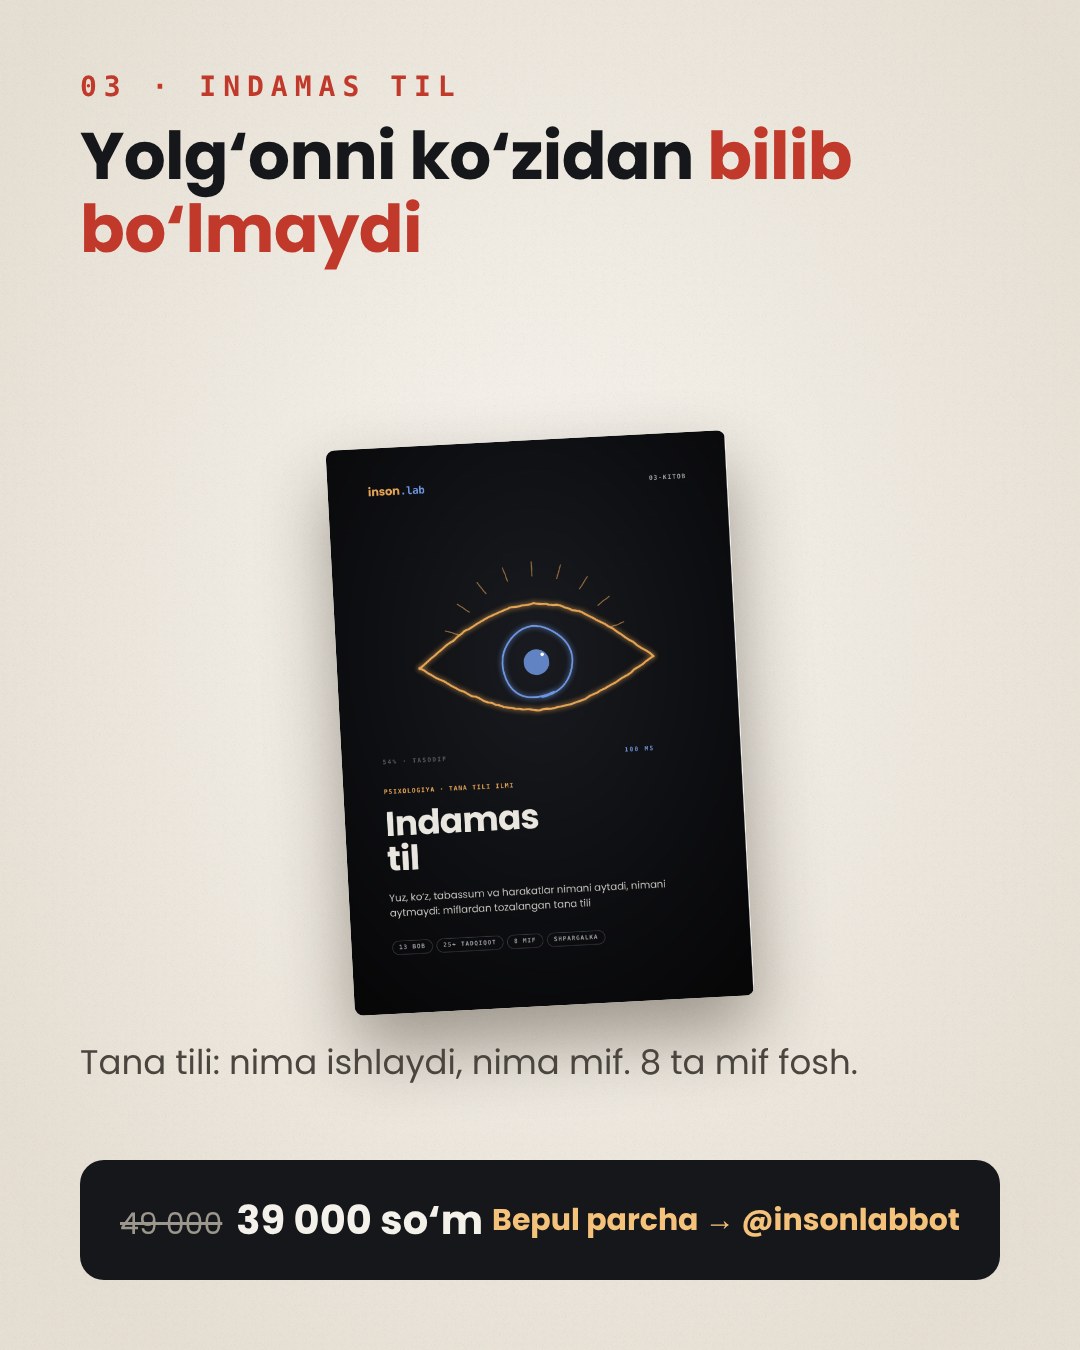 03 · INDAMAS TIL
Yolg‘onni ko‘zidan bilib
bo‘lmaydi
inson.lab
03-KITOB
54% · TASODIF
100 MS
PSIXOLOGIYA · TANA TILI ILMI
Indamas
til
Yuz, ko‘z, tabassum va harakatlar nimani aytadi, nimani
aytmaydi: miflardan tozalangan tana tili
13 BOB 25+ TADQIQOT 8 MIF SHPARGALKA
Tana tili: nima ishlaydi, nima mif. 8 ta mif fosh.
49 000 39 000 so‘m Bepul parcha → @insonlabbot